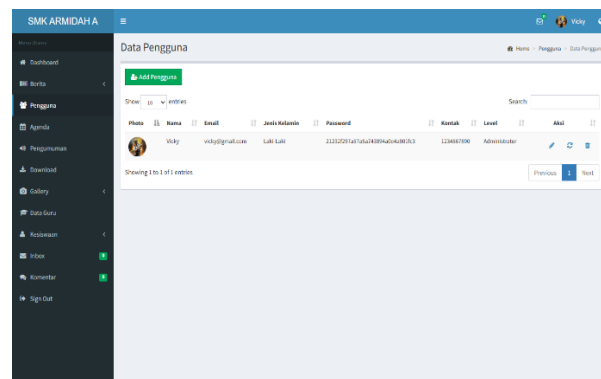 SMK ARMIDAH A
Vicky
Menu Utama
Data Pengguna
Home > Pengguna > Data Pengguna
Dashboard
Berita
Pengguna
Agenda
Pengumuman
Download
Gallery
Data Guru
Kesiswaan
Inbox
Komentar
Sign Out
Add Pengguna
Show 10 entries
Search:
Photo Nama Email Jenis Kelamin Password Kontak Level Aksi
Vicky vicky@gmail.com Laki-Laki 1234567890 Administrator
Showing 1 to 1 of 1 entries
Previous 1 Next